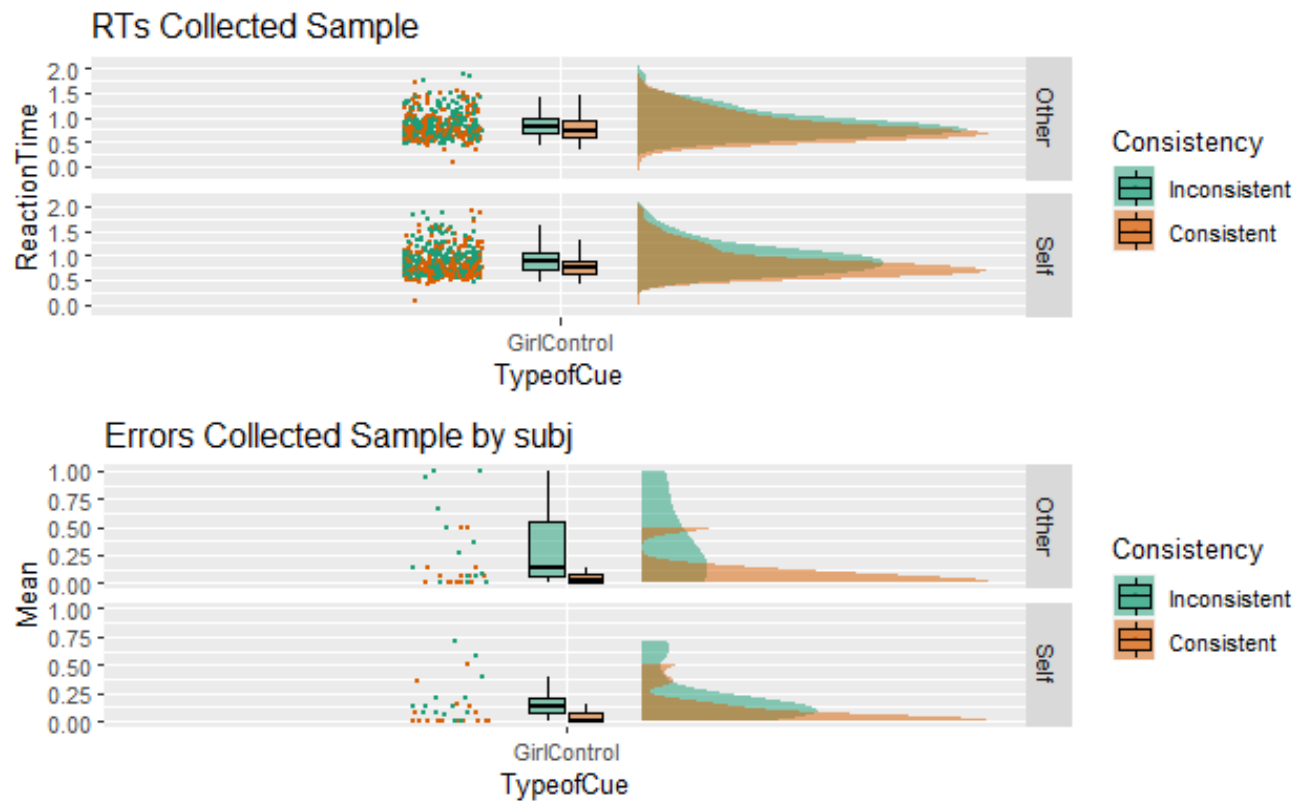 RTs Collected Sample
ReactionTime
2.0
1.5
1.0
0.5
0.0
Other
2.0
1.5
1.0
0.5
0.0
Self
GirlControl
TypeofCue
Consistency
Inconsistent
Consistent
Errors Collected Sample by subj
Mean
1.00
0.75
0.50
0.25
0.00
Other
1.00
0.75
0.50
0.25
0.00
Self
GirlControl
TypeofCue
Consistency
Inconsistent
Consistent